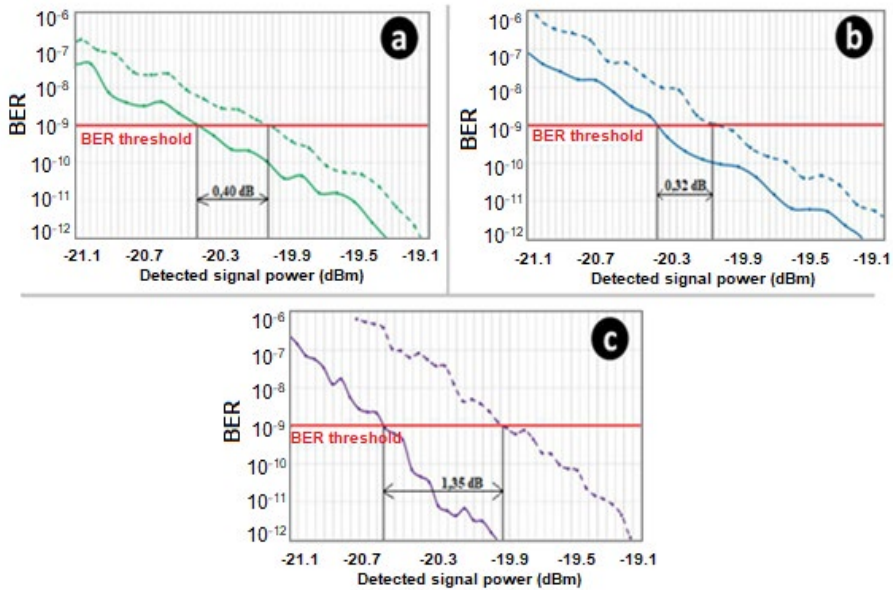 a
10⁻⁶
10⁻⁷
10⁻⁸
10⁻⁹
10⁻¹⁰
10⁻¹¹
10⁻¹²
BER
BER threshold
0,40 dB
-21.1 -20.7 -20.3 -19.9 -19.5 -19.1
Detected signal power (dBm)
b
10⁻⁶
10⁻⁷
10⁻⁸
10⁻⁹
10⁻¹⁰
10⁻¹¹
10⁻¹²
BER
BER threshold
0,32 dB
-21.1 -20.7 -20.3 -19.9 -19.5 -19.1
Detected signal power (dBm)
c
10⁻⁶
10⁻⁷
10⁻⁸
10⁻⁹
10⁻¹⁰
10⁻¹¹
10⁻¹²
BER
BER threshold
1,35 dB
-21.1 -20.7 -20.3 -19.9 -19.5 -19.1
Detected signal power (dBm)